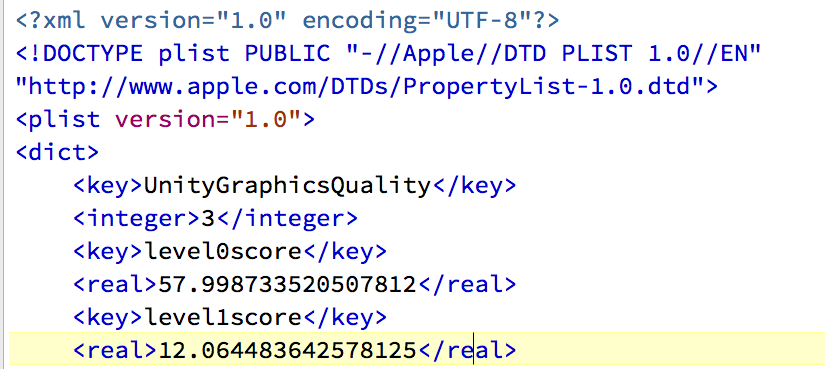 <?xml version="1.0" encoding="UTF-8"?>
<!DOCTYPE plist PUBLIC "-//Apple//DTD PLIST 1.0//EN"
"http://www.apple.com/DTDs/PropertyList-1.0.dtd">
<plist version="1.0">
<dict>
    <key>UnityGraphicsQuality</key>
    <integer>3</integer>
    <key>level0score</key>
    <real>57.998733520507812</real>
    <key>level1score</key>
    <real>12.064483642578125</real>